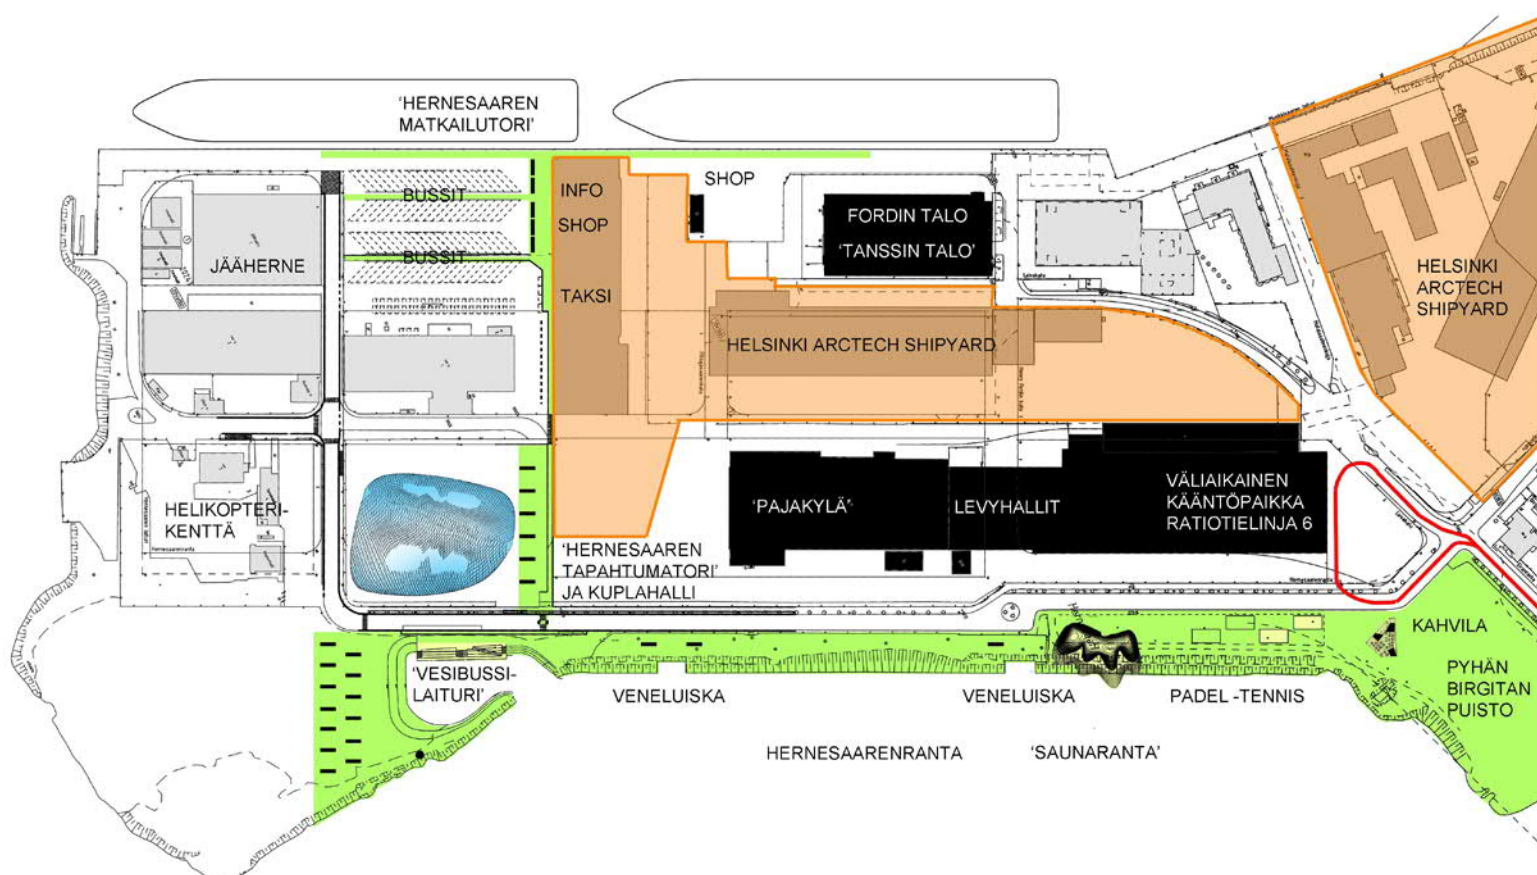 ‘HERNESAAREN
MATKAILUTORI’
BUSSIT
BUSSIT
JÄÄHERNE
INFO
SHOP
TAKSI
SHOP
FORDIN TALO
‘TANSSIN TALO’
HELSINKI ARCTECH SHIPYARD
HELSINKI
ARCTECH
SHIPYARD
HELIKOPTERI-
KENTTÄ
‘HERNESAAREN
TAPAHTUMATORI’
JA KUPLAHALLI
‘PAJAKYLÄ’
LEVYHALLIT
VÄLIAIKAINEN
KÄÄNTÖPAIKKA
RATIOTIELINJA 6
Hernesaarenranta
Hernesaarenranta
‘VESIBUSSI-
LAITURI’
VENELUISKA
VENELUISKA
PADEL -TENNIS
KAHVILA
PYHÄN
BIRGITAN
PUISTO
HERNESAARENRANTA
‘SAUNARANTA’